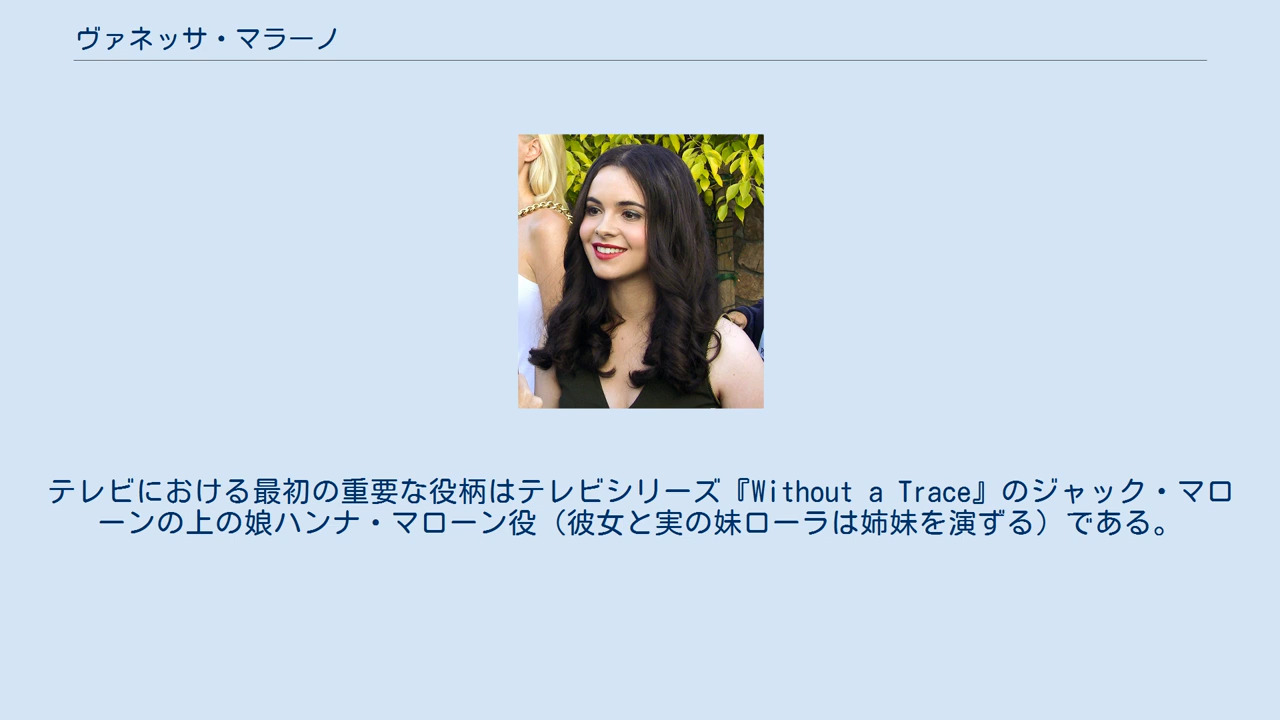 ヴァネッサ・マラーノ
テレビにおける最初の重要な役柄はテレビシリーズ『Without a Trace』のジャック・マロ
ーンの上の娘ハンナ・マローン役（彼女と実の妹ローラは姉妹を演ずる）である。